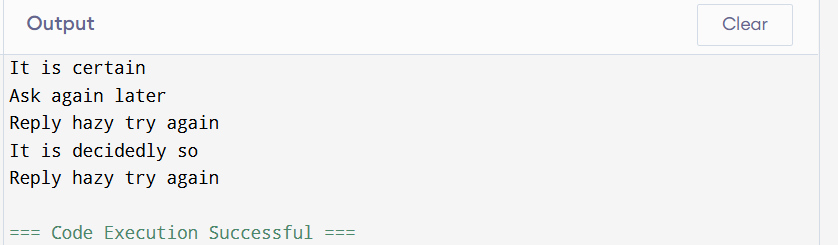 Output
Clear
It is certain
Ask again later
Reply hazy try again
It is decidedly so
Reply hazy try again
=== Code Execution Successful ===